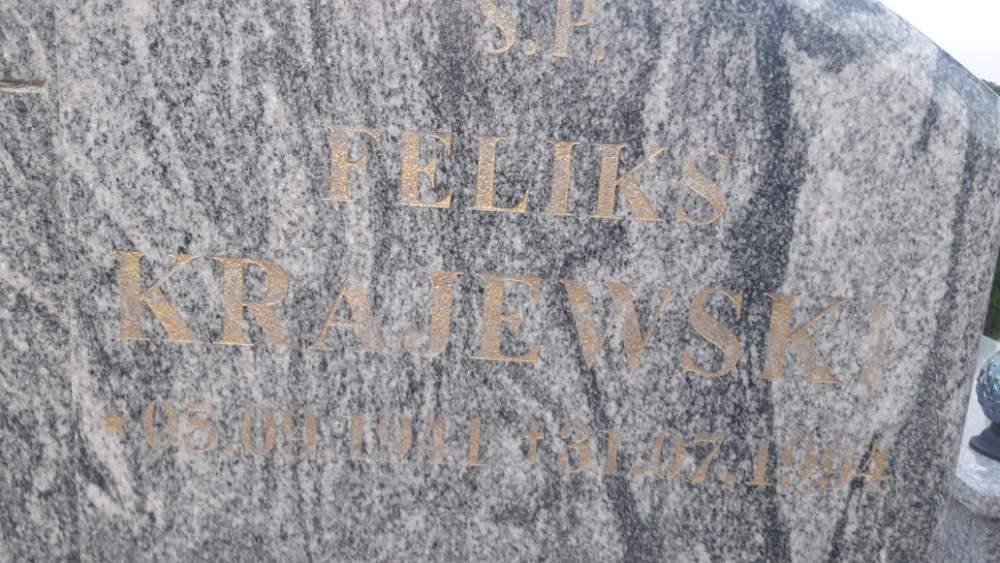 Ś.P.
FELIKS
KRAJEWSKI
* 05.09.1941 † 31.07.1994